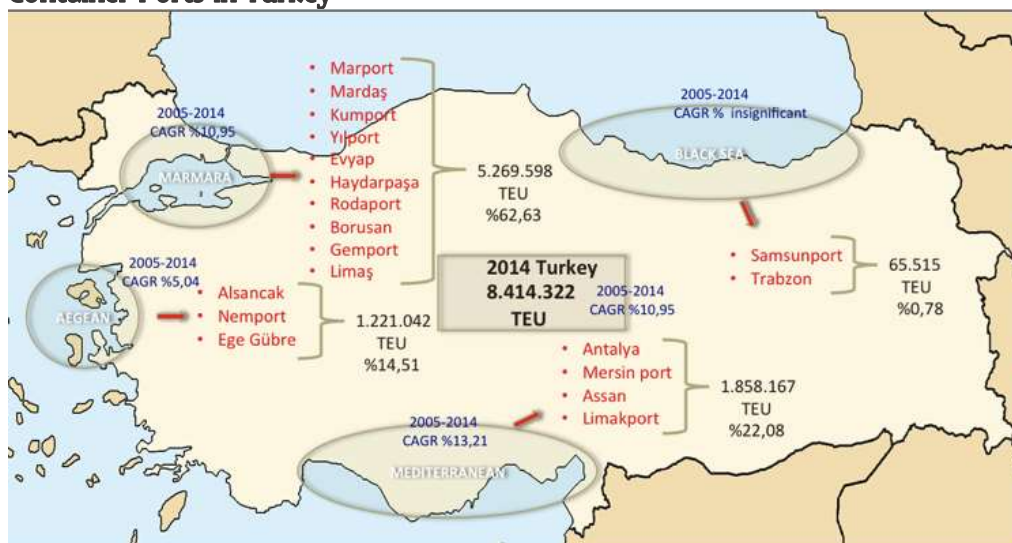 Container Ports in Turkey
2005-2014
CAGR %10,95
MARMARA
• Marport
• Mardaş
• Kumport
• Yılport
• Evyap
• Haydarpaşa
• Rodaport
• Borusan
• Gemport
• Limaş
5.269.598
TEU
%62,63
2005-2014
CAGR % insignificant
BLACK SEA
• Samsunport
• Trabzon
65.515
TEU
%0,78
2005-2014
CAGR %5,04
AEGEAN
• Alsancak
• Nemport
• Ege Gübre
1.221.042
TEU
%14,51
2014 Turkey
8.414.322
TEU
2005-2014
CAGR %10,95
• Antalya
• Mersin port
• Assan
• Limakport
1.858.167
TEU
%22,08
2005-2014
CAGR %13,21
MEDITERRANEAN